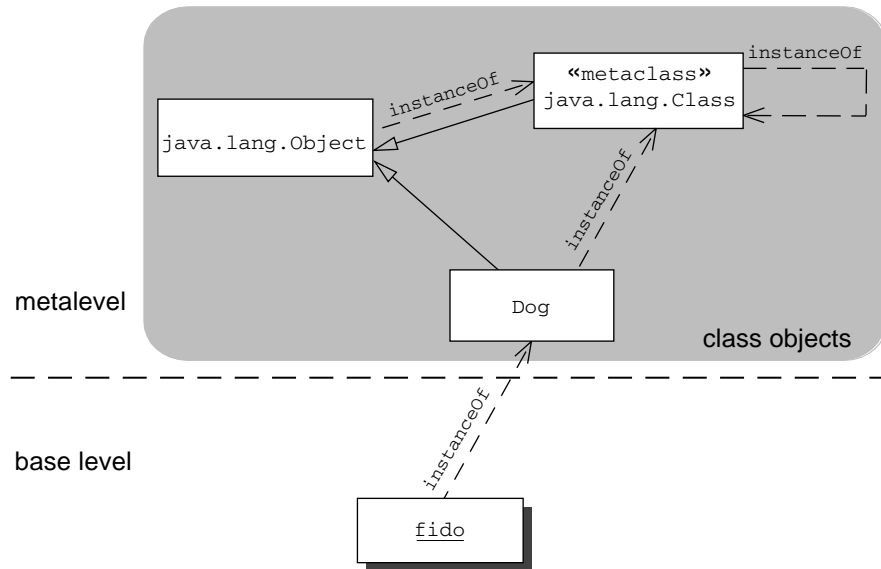 instanceOf
«metaclass»
java.lang.Class
instanceOf
java.lang.Object
instanceOf
metalevel
Dog
class objects
instanceOf
base level
fido